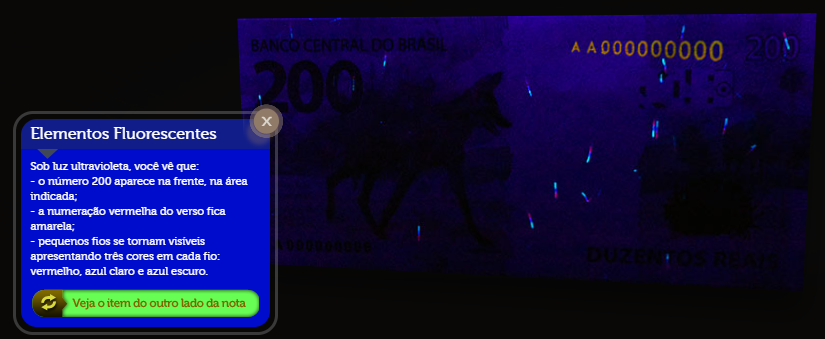 BANCO CENTRAL DO BRASIL
200
AA000000000
200
Elementos Fluorescentes
X
Sob luz ultravioleta, você vê que:
- o número 200 aparece na frente, na área
indicada;
- a numeração vermelha do verso fica
amarela;
- pequenos fios se tornam visíveis
apresentando três cores em cada fio:
vermelho, azul claro e azul escuro.
Veja o item do outro lado da nota
DUZENTOS REAIS